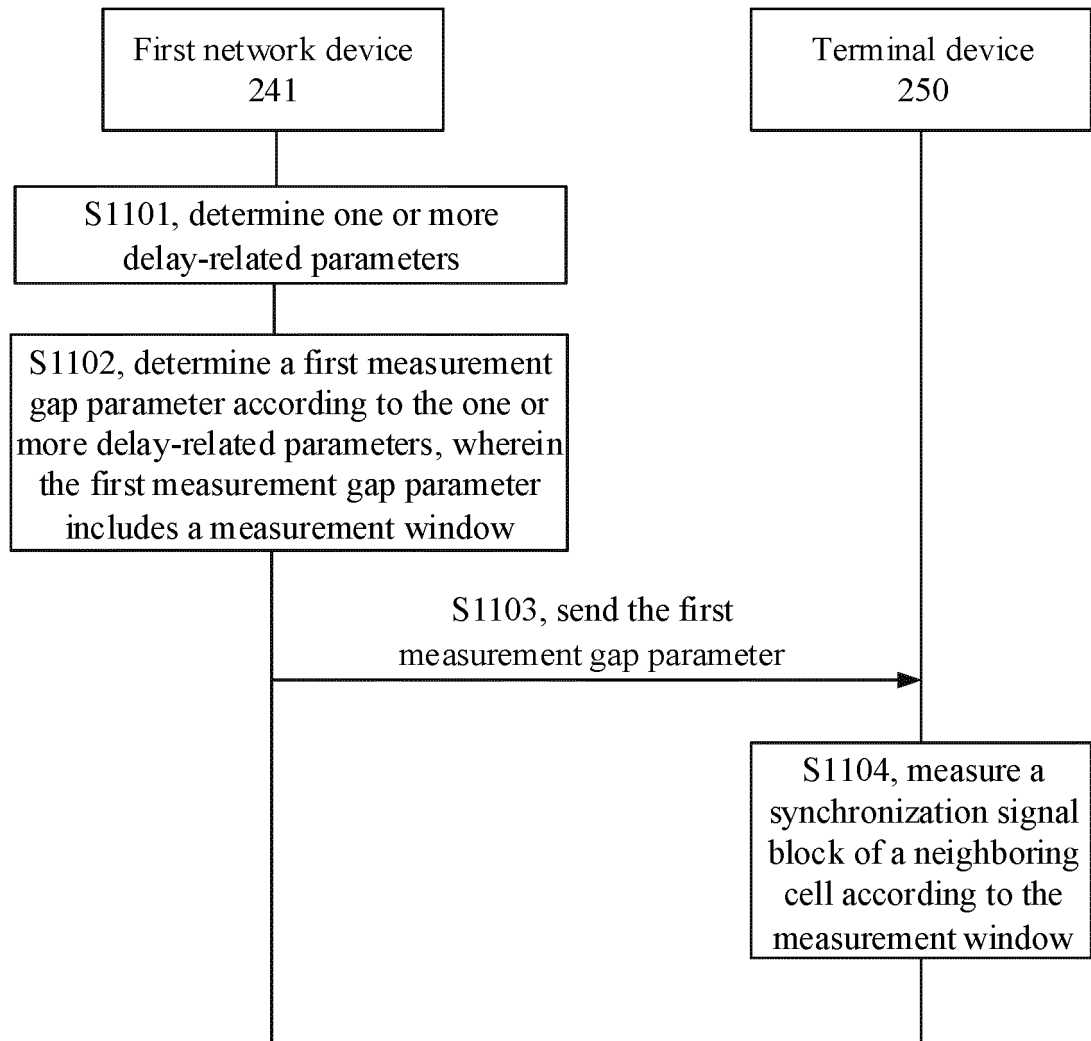 First network device
241
Terminal device
250
S1101, determine one or more
delay-related parameters
S1102, determine a first measurement
gap parameter according to the one or
more delay-related parameters, wherein
the first measurement gap parameter
includes a measurement window
S1103, send the first
measurement gap parameter
S1104, measure a
synchronization signal
block of a neighboring
cell according to the
measurement window